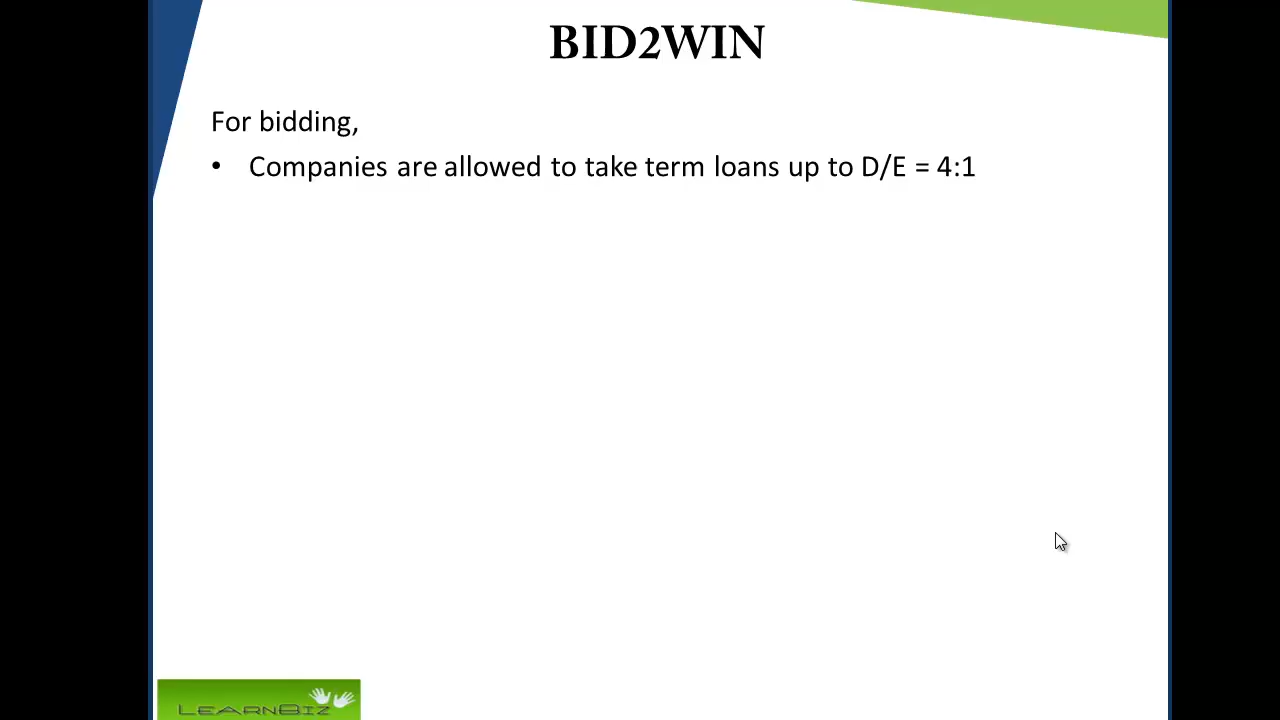 BID2WIN
For bidding,
• Companies are allowed to take term loans up to D/E = 4:1
LEARNBIZ